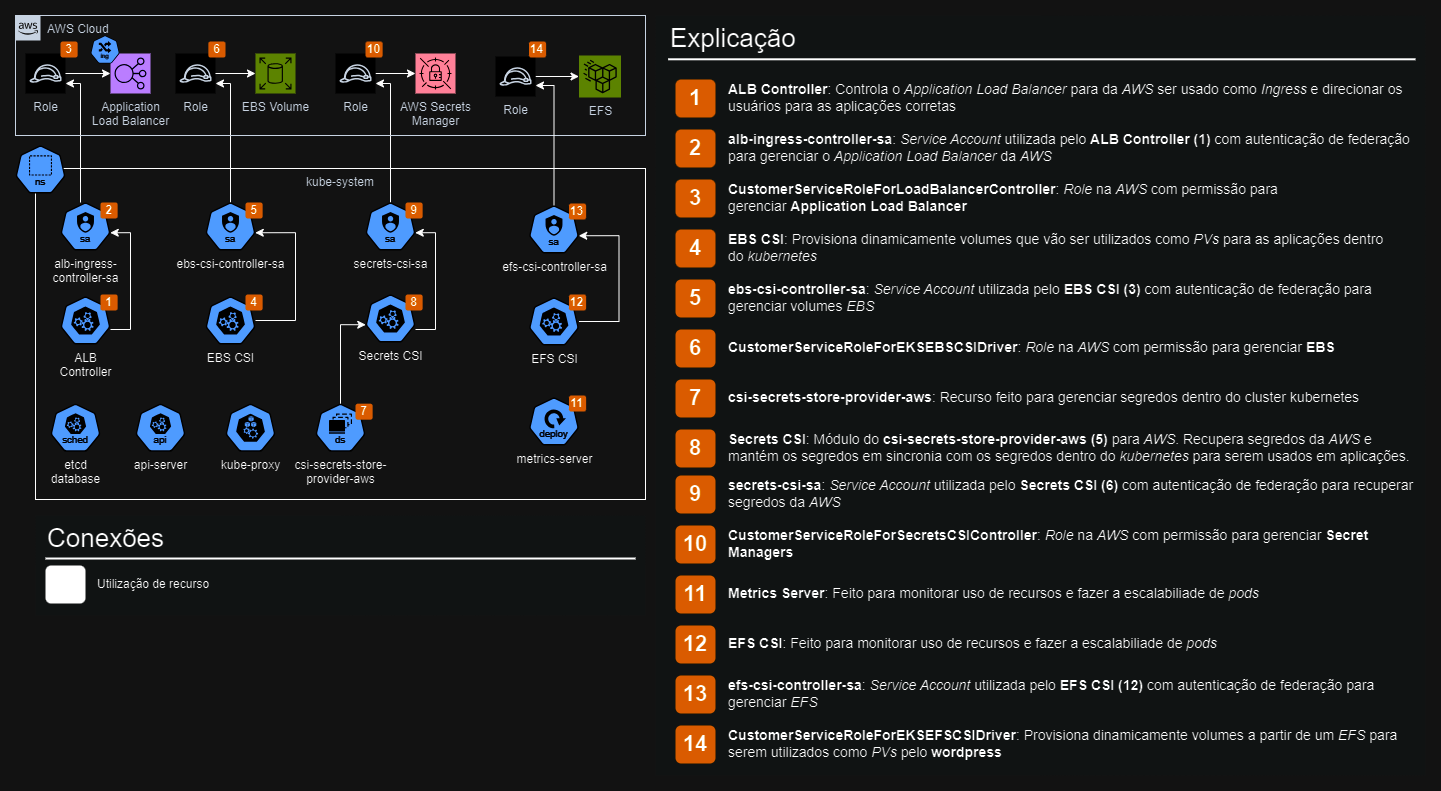 aws
AWS Cloud
3
ing
6
10
14
Role
Application
Load Balancer
Role
EBS Volume
Role
AWS Secrets
Manager
Role
EFS
ns
kube-system
2
sa
alb-ingress-
controller-sa
5
sa
ebs-csi-controller-sa
9
sa
secrets-csi-sa
13
sa
efs-csi-controller-sa
1
ALB
Controller
4
EBS CSI
8
Secrets CSI
12
EFS CSI
sched
etcd
database
api
api-server
kube-proxy
7
ds
csi-secrets-store-
provider-aws
11
deploy
metrics-server
Conexões
Utilização de recurso
Explicação
1
ALB Controller: Controla o Application Load Balancer para da AWS ser usado como Ingress e direcionar os
usuários para as aplicações corretas
2
alb-ingress-controller-sa: Service Account utilizada pelo ALB Controller (1) com autenticação de federação
para gerenciar o Application Load Balancer da AWS
3
CustomerServiceRoleForLoadBalancerController: Role na AWS com permissão para
gerenciar Application Load Balancer
4
EBS CSI: Provisiona dinamicamente volumes que vão ser utilizados como PVs para as aplicações dentro
do kubernetes
5
ebs-csi-controller-sa: Service Account utilizada pelo EBS CSI (3) com autenticação de federação para
gerenciar volumes EBS
6
CustomerServiceRoleForEKSEBSCSIDriver: Role na AWS com permissão para gerenciar EBS
7
csi-secrets-store-provider-aws: Recurso feito para gerenciar segredos dentro do cluster kubernetes
8
Secrets CSI: Módulo do csi-secrets-store-provider-aws (5) para AWS. Recupera segredos da AWS e
mantém os segredos em sincronia com os segredos dentro do kubernetes para serem usados em aplicações.
9
secrets-csi-sa: Service Account utilizada pelo Secrets CSI (6) com autenticação de federação para recuperar
segredos da AWS
10
CustomerServiceRoleForSecretsCSIController: Role na AWS com permissão para gerenciar Secret
Managers
11
Metrics Server: Feito para monitorar uso de recursos e fazer a escalabiliade de pods
12
EFS CSI: Feito para monitorar uso de recursos e fazer a escalabiliade de pods
13
efs-csi-controller-sa: Service Account utilizada pelo EFS CSI (12) com autenticação de federação para
gerenciar EFS
14
CustomerServiceRoleForEKSEFSCSIDriver: Provisiona dinamicamente volumes a partir de um EFS para
serem utilizados como PVs pelo wordpress